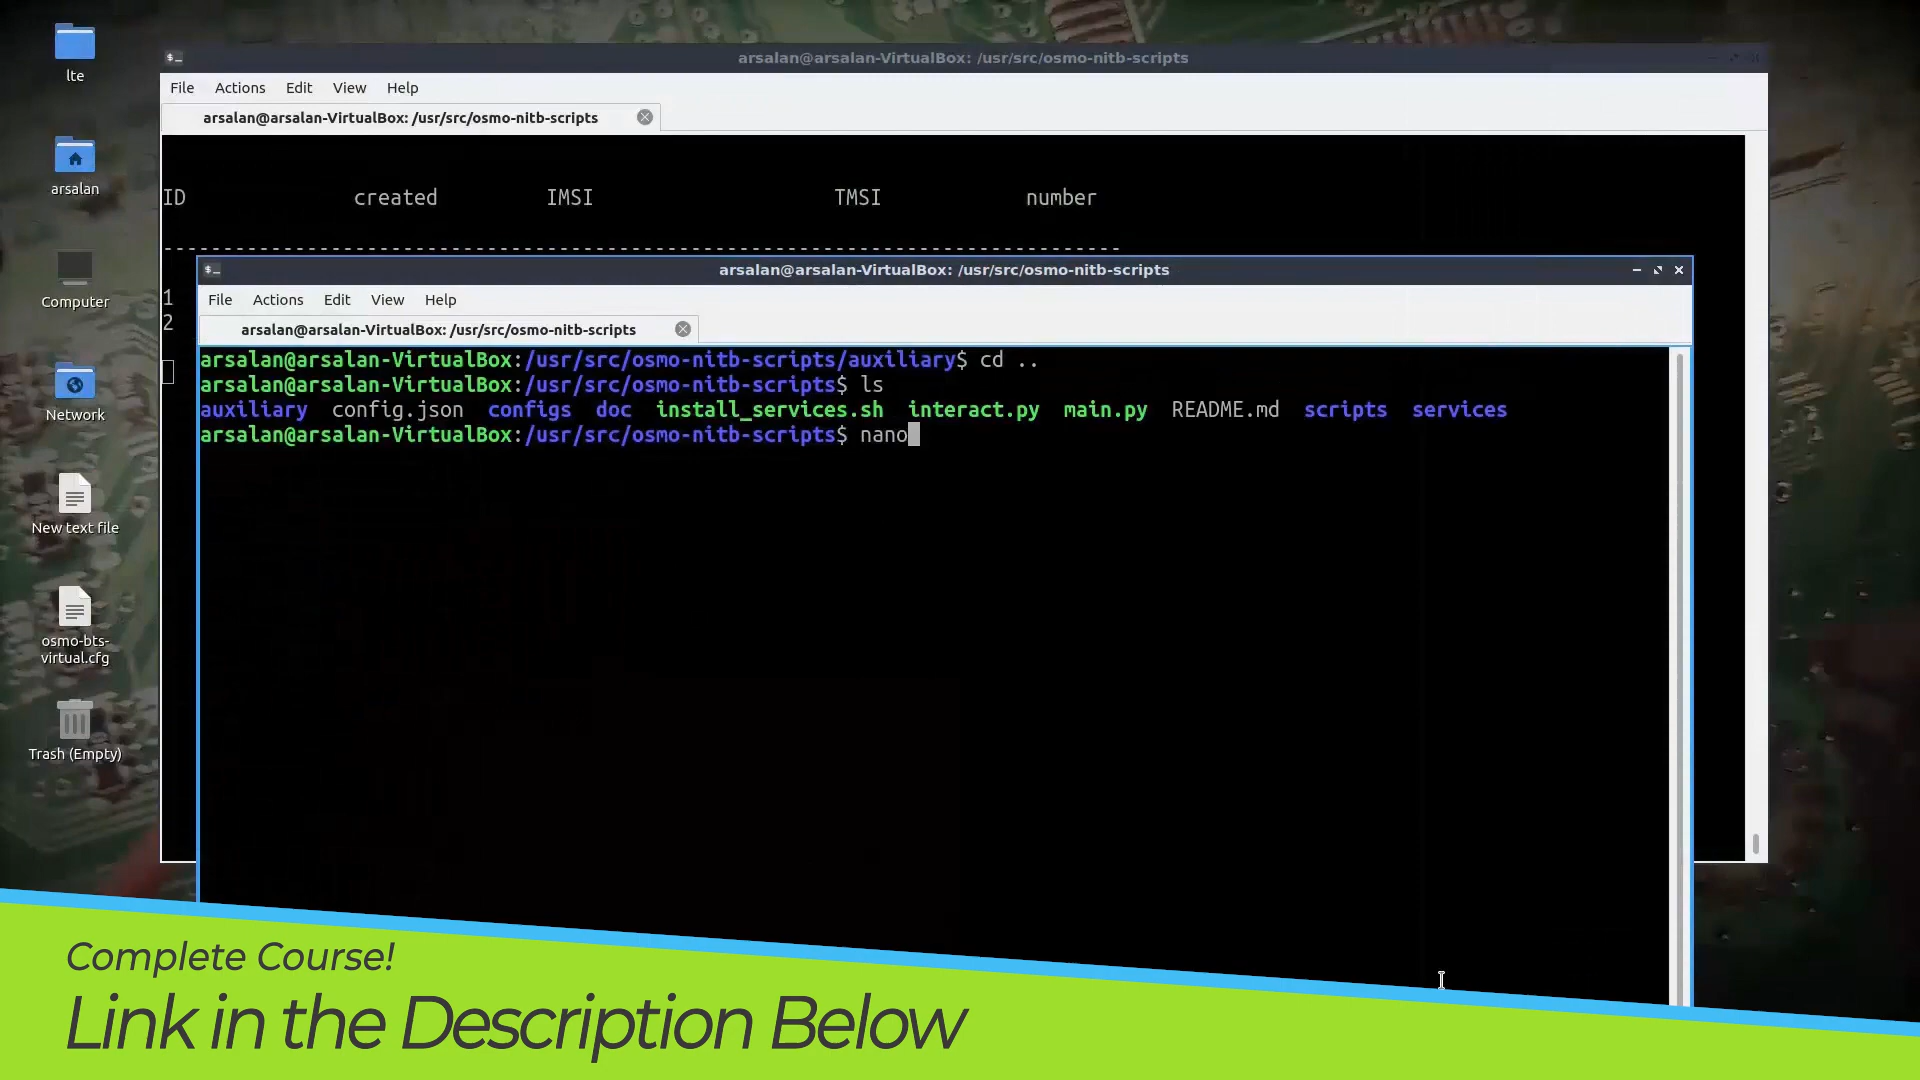 lte
arsalan
Computer
Network
New text file
osmo-bts-
virtual.cfg
Trash (Empty)
arsalan@arsalan-VirtualBox: /usr/src/osmo-nitb-scripts
File Actions Edit View Help
arsalan@arsalan-VirtualBox: /usr/src/osmo-nitb-scripts
ID created IMSI TMSI number
--------------------------------------------------------------------------------
1
2
arsalan@arsalan-VirtualBox: /usr/src/osmo-nitb-scripts
File Actions Edit View Help
arsalan@arsalan-VirtualBox: /usr/src/osmo-nitb-scripts
arsalan@arsalan-VirtualBox:/usr/src/osmo-nitb-scripts/auxiliary$ cd ..
arsalan@arsalan-VirtualBox:/usr/src/osmo-nitb-scripts$ ls
auxiliary config.json configs doc install_services.sh interact.py main.py README.md scripts services
arsalan@arsalan-VirtualBox:/usr/src/osmo-nitb-scripts$ nano
Complete Course!
Link in the Description Below